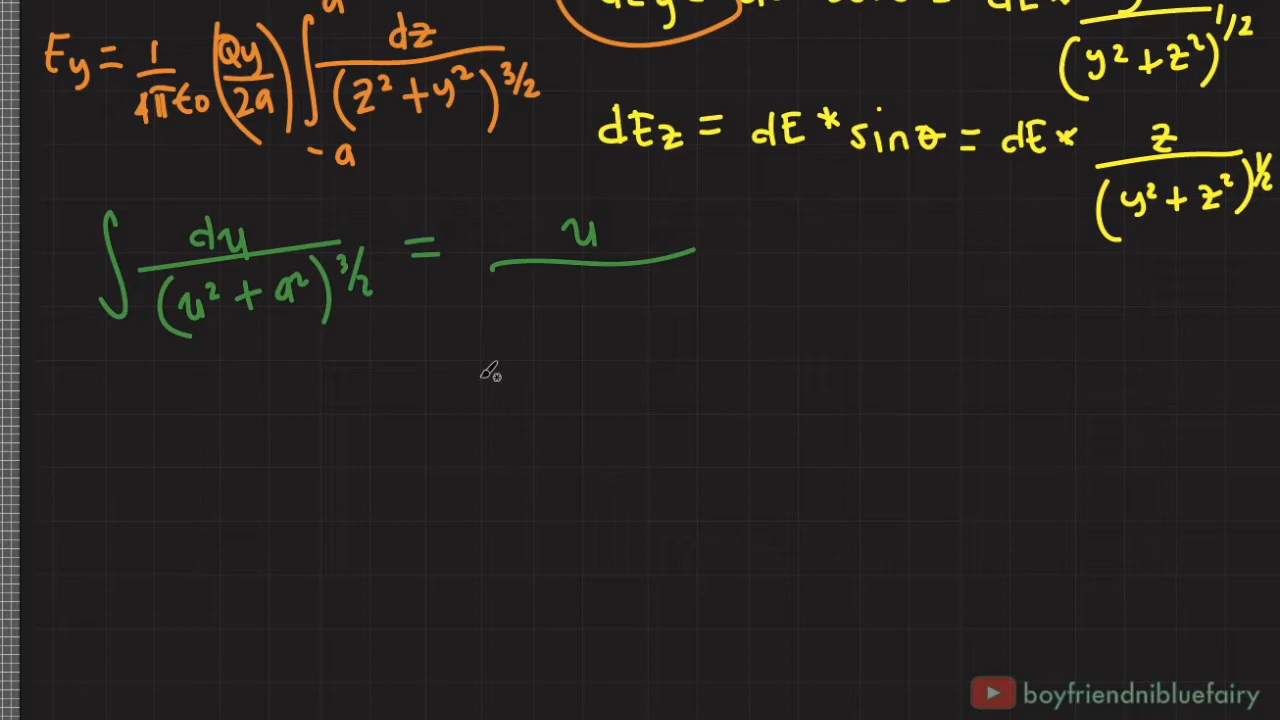 E_y = 1/4πε0 (Qy/2a) ∫_{-a}^{a} dz/(z² + y²)^3/2
(y² + z²)^1/2
dEz = dE * sinθ = dE * z/(y² + z²)^1/2
∫ du/(u² + a²)^3/2 = u
boyfriendnibluefairy